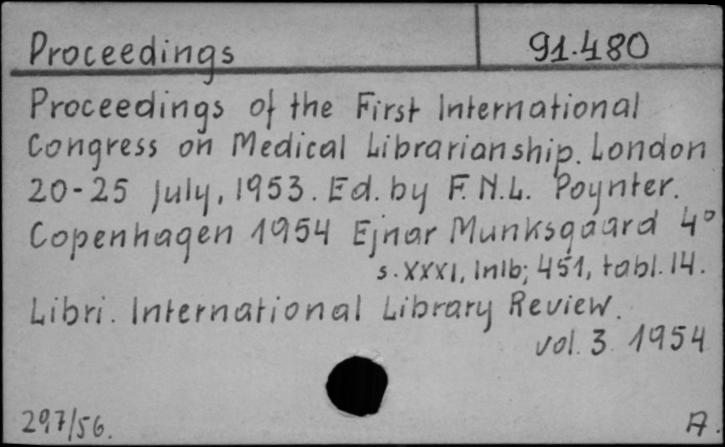 Proceedings 91.480
Proceedings of the First International
Congress on Medical Librarianship. London
20-25 July, 1953. Ed. by F.N.L. Poynter.
Copenhagen 1954 Ejnar Munksgaard 4°
s. XXXI, 1nlb; 451, tabl. 14.
Libri. International Library Review.
vol. 3. 1954
297/56.
A.